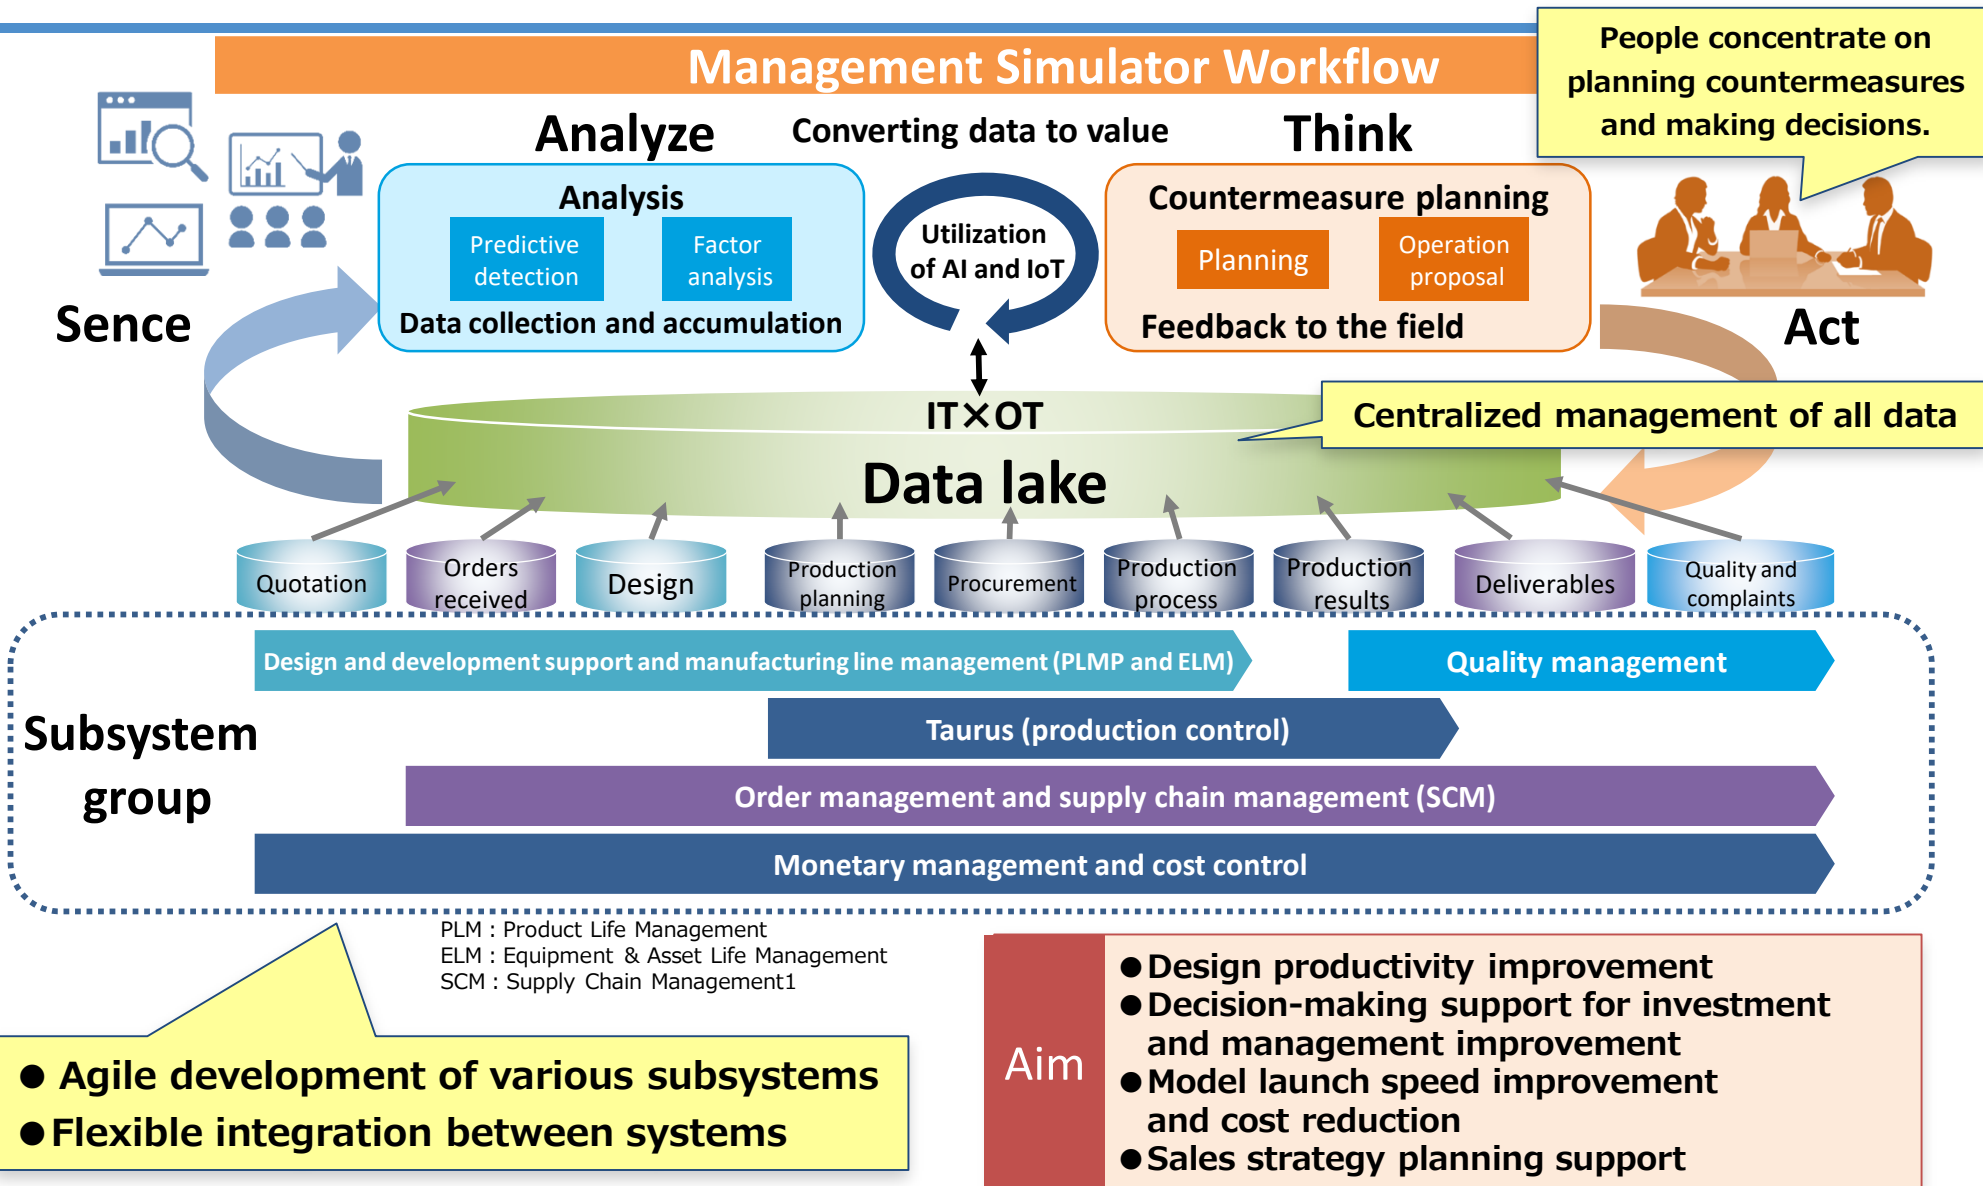 Management Simulator Workflow
People concentrate on
planning countermeasures
and making decisions.
Analyze
Converting data to value
Think
Analysis
Predictive
detection
Factor
analysis
Data collection and accumulation
Utilization
of AI and IoT
Countermeasure planning
Planning
Operation
proposal
Feedback to the field
Sence
Act
IT×OT
Centralized management of all data
Data lake
Quotation
Orders
received
Design
Production
planning
Procurement
Production
process
Production
results
Deliverables
Quality and
complaints
Subsystem
group
Design and development support and manufacturing line management (PLMP and ELM)
Quality management
Taurus (production control)
Order management and supply chain management (SCM)
Monetary management and cost control
PLM : Product Life Management
ELM : Equipment & Asset Life Management
SCM : Supply Chain Management1
● Agile development of various subsystems
●Flexible integration between systems
Aim
●Design productivity improvement
●Decision-making support for investment
and management improvement
●Model launch speed improvement
and cost reduction
●Sales strategy planning support